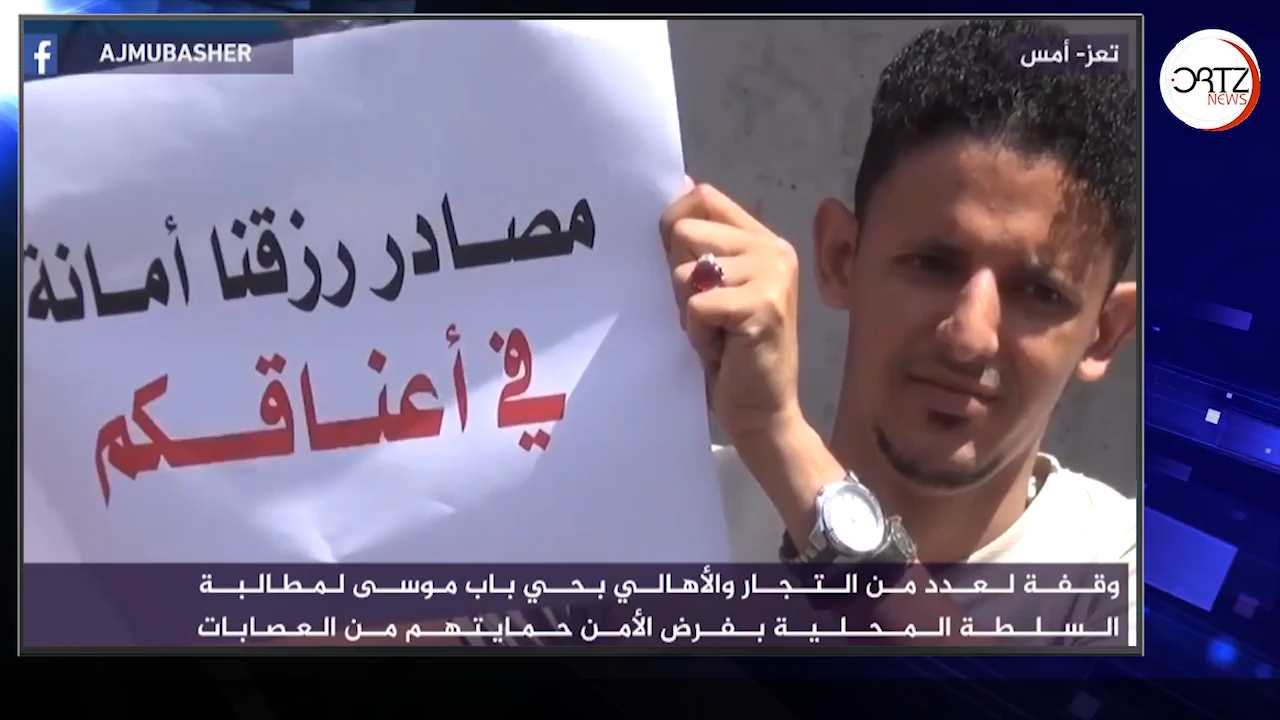 AJMUBASHER
تعز- أمس
ORTZ
NEWS
مصادر رزقنا أمانة
في أعناقكم
وقفة لعدد من التجار والأهالي بحي باب موسى لمطالبة
السلطة المحلية بفرض الأمن حمايتهم من العصابات